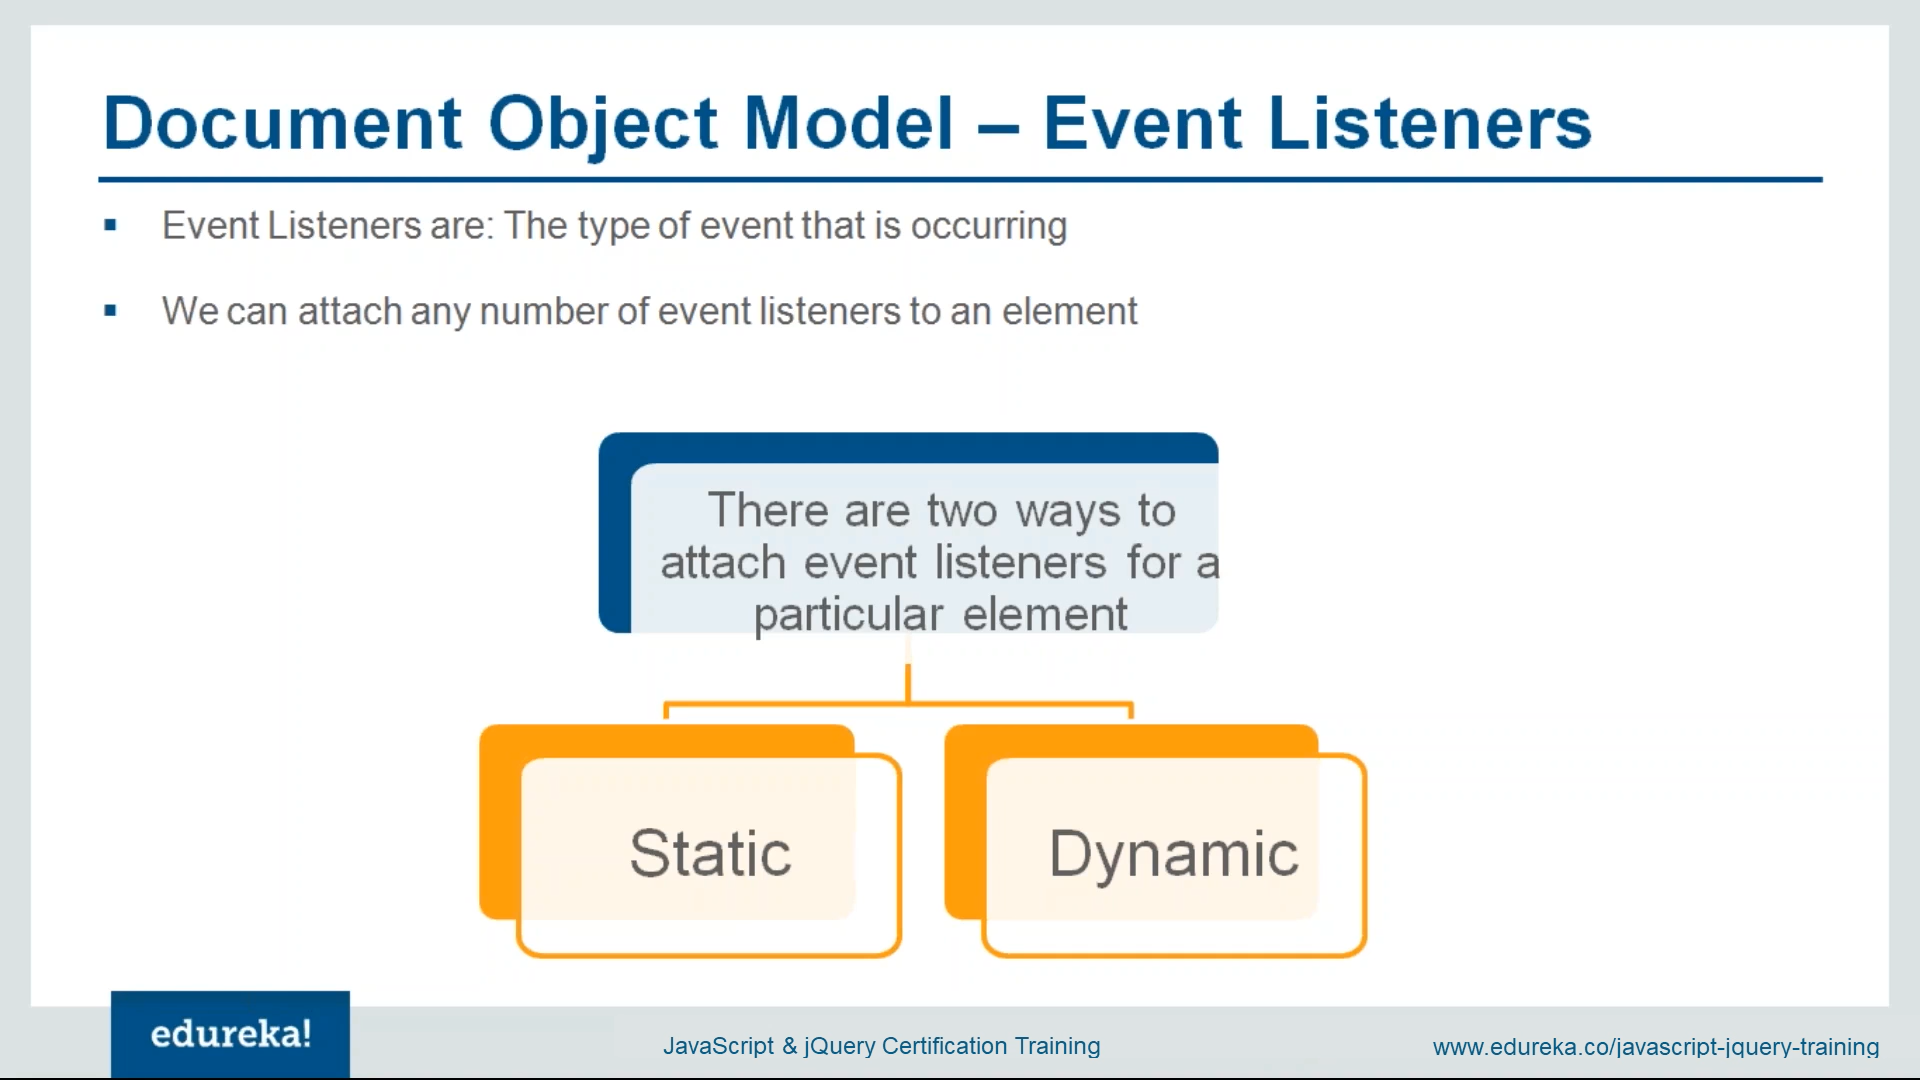 Document Object Model – Event Listeners
▪ Event Listeners are: The type of event that is occurring
▪ We can attach any number of event listeners to an element
There are two ways to
attach event listeners for a
particular element
Static
Dynamic
edureka!
JavaScript & jQuery Certification Training
www.edureka.co/javascript-jquery-training